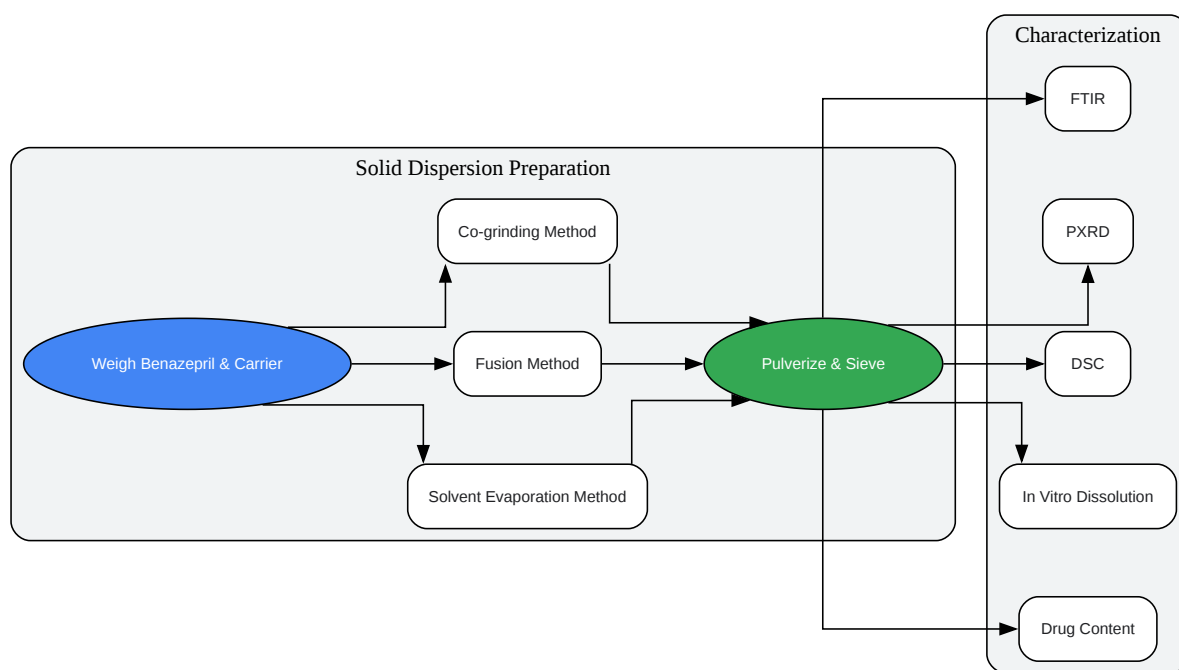 Characterization
FTIR
Solid Dispersion Preparation
Co-grinding Method
PXRD
Weigh Benazepril & Carrier
Fusion Method
Pulverize & Sieve
DSC
Solvent Evaporation Method
In Vitro Dissolution
Drug Content